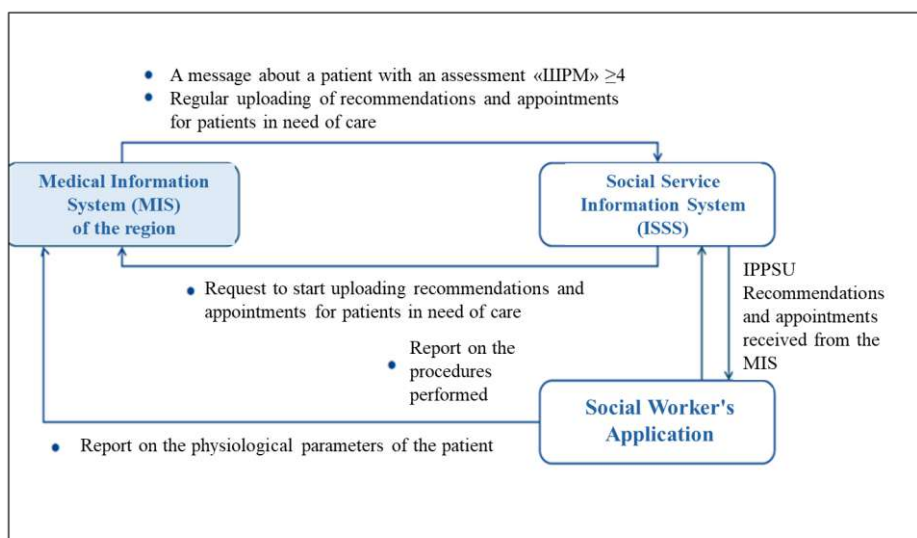 A message about a patient with an assessment «ШРМ» ≥4
Regular uploading of recommendations and appointments
for patients in need of care
Medical Information
System (MIS)
of the region
Social Service
Information System
(ISSS)
Request to start uploading recommendations and
appointments for patients in need of care
IPPSU
Recommendations
and appointments
received from the
MIS
Report on the
procedures
performed
Social Worker's
Application
Report on the physiological parameters of the patient